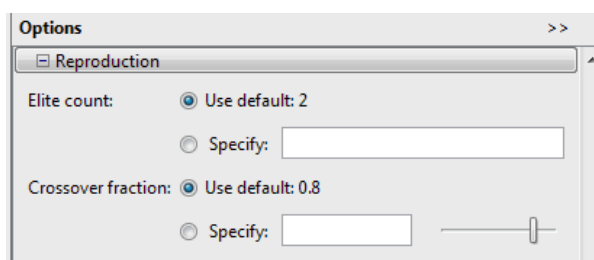 Options >>
Reproduction
Elite count: Use default: 2
Specify:
Crossover fraction: Use default: 0.8
Specify: